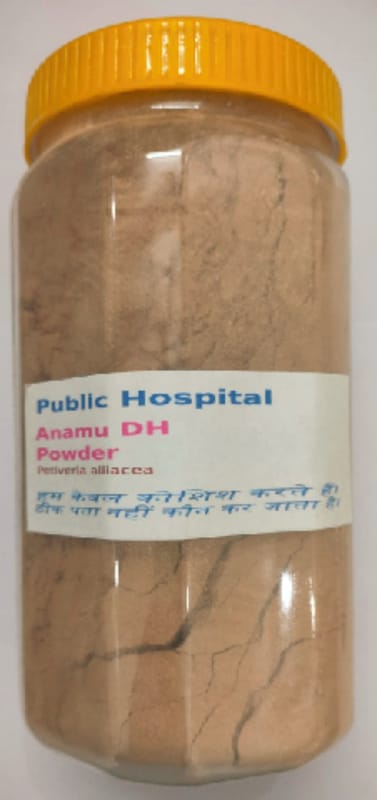 Public Hospital
Anamu DH
Powder
Petiveria alliacea
हम केवल कोशिश करते हैं।
ठीक पता नहीं कौन कर जाता है।